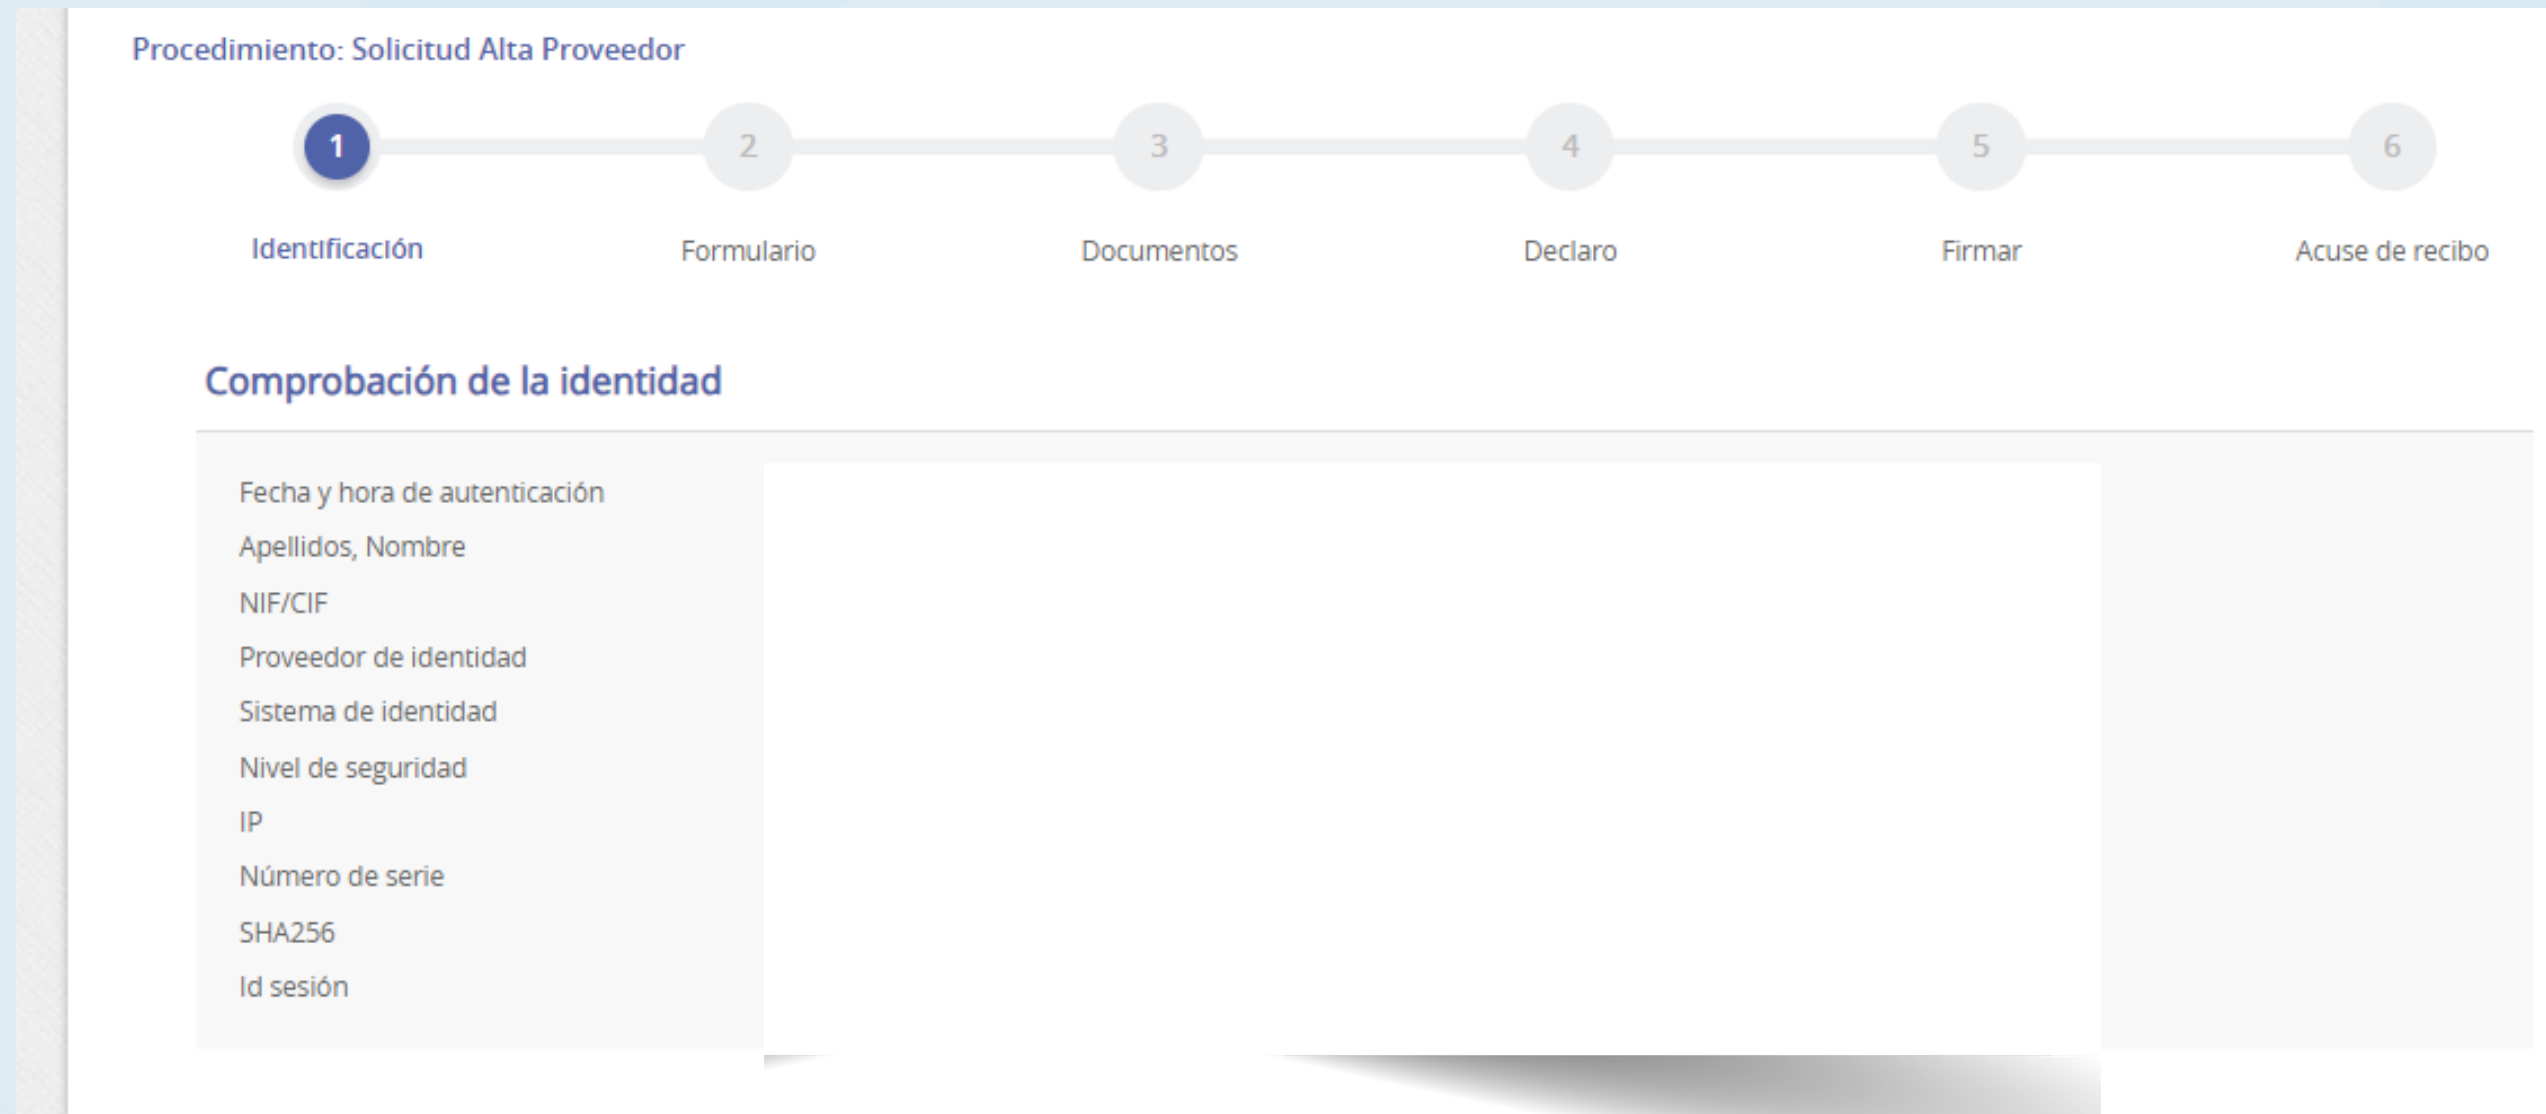 Procedimiento: Solicitud Alta Proveedor
1 2 3 4 5 6
Identificación Formulario Documentos Declaro Firmar Acuse de recibo
Comprobación de la identidad
Fecha y hora de autenticación
Apellidos, Nombre
NIF/CIF
Proveedor de identidad
Sistema de identidad
Nivel de seguridad
IP
Número de serie
SHA256
Id sesión